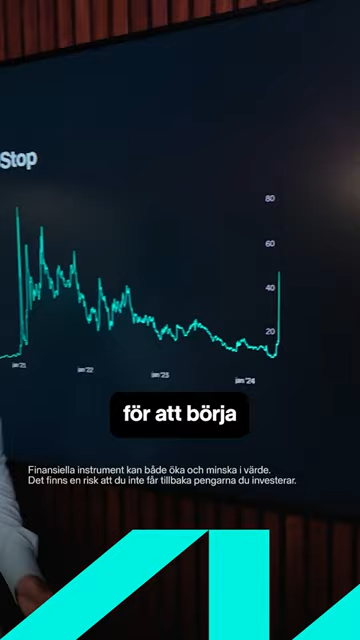 Stop
80
60
40
20
jan'21
jan'22
jan'23
jan'24
för att börja
Finansiella instrument kan både öka och minska i värde.
Det finns en risk att du inte får tillbaka pengarna du investerar.